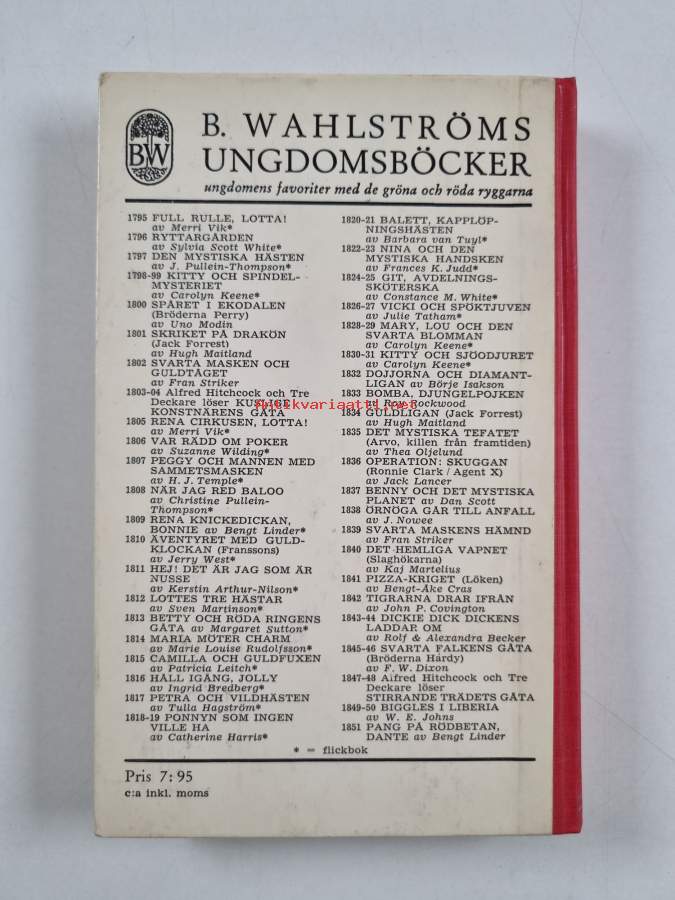 BW
B. WAHLSTRÖMS
UNGDOMSBÖCKER
ungdomens favoriter med de gröna och röda ryggarna
1795 FULL RULLE, LOTTA!
av Merri Vik*
1796 RYTTARGÅRDEN
av Sylvia Scott White*
1797 DEN MYSTISKA HÄSTEN
av J. Pullein-Thompson*
1798-99 KITTY OCH SPINDEL-
MYSTERIET
av Carolyn Keene*
1800 SPÅRET I EKODALEN
(Bröderna Perry)
av Uno Modin
1801 SKRIKET PÅ DRAKÖN
(Jack Forrest)
av Hugh Maitland
1802 SVARTA MASKEN OCH
GULDTÅGET
av Fran Striker
1803-04 Alfred Hitchcock och Tre
Deckare löser KUSLIGE
KONSTNÄRENS GÅTA
1805 RENA CIRKUSEN, LOTTA!
av Merri Vik*
1806 VAR RÄDD OM POKER
av Suzanne Wilding*
1807 PEGGY OCH MANNEN MED
SAMMETSMASKEN
av H. J. Temple*
1808 NÄR JAG RED BALOO
av Christine Pullein-
Thompson*
1809 RENA KNICKEDICKAN,
BONNIE av Bengt Linder*
1810 ÄVENTYRET MED GULD-
KLOCKAN (Franssons)
av Jerry West*
1811 HEJ! DET ÄR JAG SOM ÄR
NUSSE
av Kerstin Arthur-Nilson*
1812 LOTTES TRE HÄSTAR
av Sven Martinson*
1813 BETTY OCH RÖDA RINGENS
GÅTA av Margaret Sutton*
1814 MARIA MÖTER CHARM
av Marie Louise Rudolfsson*
1815 CAMILLA OCH GULDFUXEN
av Patricia Leitch*
1816 HÅLL IGÅNG, JOLLY
av Ingrid Bredberg*
1817 PETRA OCH VILDHÄSTEN
av Tulla Hagström*
1818-19 PONNYN SOM INGEN
VILLE HA
av Catherine Harris*
1820-21 BALETT, KAPPLÖP-
NINGSHÄSTEN
av Barbara van Tuyl*
1822-23 NINA OCH DEN
MYSTISKA HANDSKEN
av Frances K. Judd*
1824-25 GIT, AVDELNINGS-
SKÖTERSKA
av Constance M. White*
1826-27 VICKI OCH SPÖKTJUVEN
av Julie Tatham*
1828-29 MARY, LOU OCH DEN
SVARTA BLOMMAN
av Carolyn Keene*
1830-31 KITTY OCH SJÖODJURET
av Carolyn Keene*
1832 DOJJORNA OCH DIAMANT-
LIGAN av Börje Isakson
1833 BOMBA, DJUNGELPOJKEN
av Roy Rockwood
1834 GULDLIGAN (Jack Forrest)
av Hugh Maitland
1835 DET MYSTISKA TEFATET
(Arvo, killen från framtiden)
av Thea Oljelund
1836 OPERATION: SKUGGAN
(Ronnie Clark / Agent X)
av Jack Lancer
1837 BENNY OCH DET MYSTISKA
PLANET av Dan Scott
1838 ÖRNÖGA GÅR TILL ANFALL
av J. Nowee
1839 SVARTA MASKENS HÄMND
av Fran Striker
1840 DET HEMLIGA VAPNET
(Slaghökarna)
av Kaj Martelius
1841 PIZZA-KRIGET (Löken)
av Bengt-Åke Cras
1842 TIGRARNA DRAR IFRÅN
av John P. Covington
1843-44 DICKIE DICK DICKENS
LADDAR OM
av Rolf & Alexandra Becker
1845-46 SVARTA FALKENS GÅTA
(Bröderna Hardy)
av F. W. Dixon
1847-48 Alfred Hitchcock och Tre
Deckare löser
STIRRANDE TRÄDETS GÅTA
1849-50 BIGGLES I LIBERIA
av W. E. Johns
1851 PANG PÅ RÖDBETAN,
DANTE av Bengt Linder
* = flickbok
Pris 7:95
c:a inkl. moms
Antikvariaatti.net